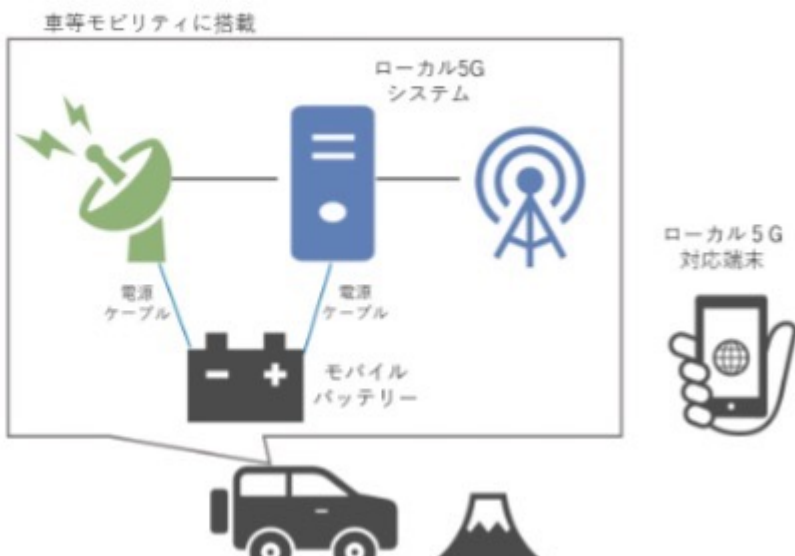 車等モビリティに搭載
ローカル5G
システム
ローカル5G
対応端末
電源
ケーブル
電源
ケーブル
モバイル
バッテリー